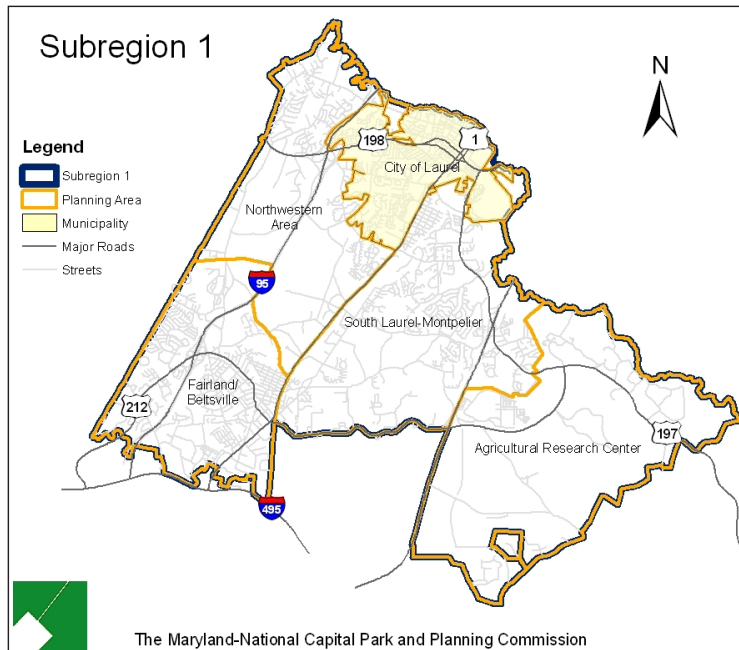 Subregion 1
N
Legend
Subregion 1
Planning Area
Municipality
Major Roads
Streets
198
1
City of Laurel
Northwestern
Area
95
South Laurel-Montpelier
Fairland/
Beltsville
212
197
Agricultural Research Center
495
The Maryland-National Capital Park and Planning Commission